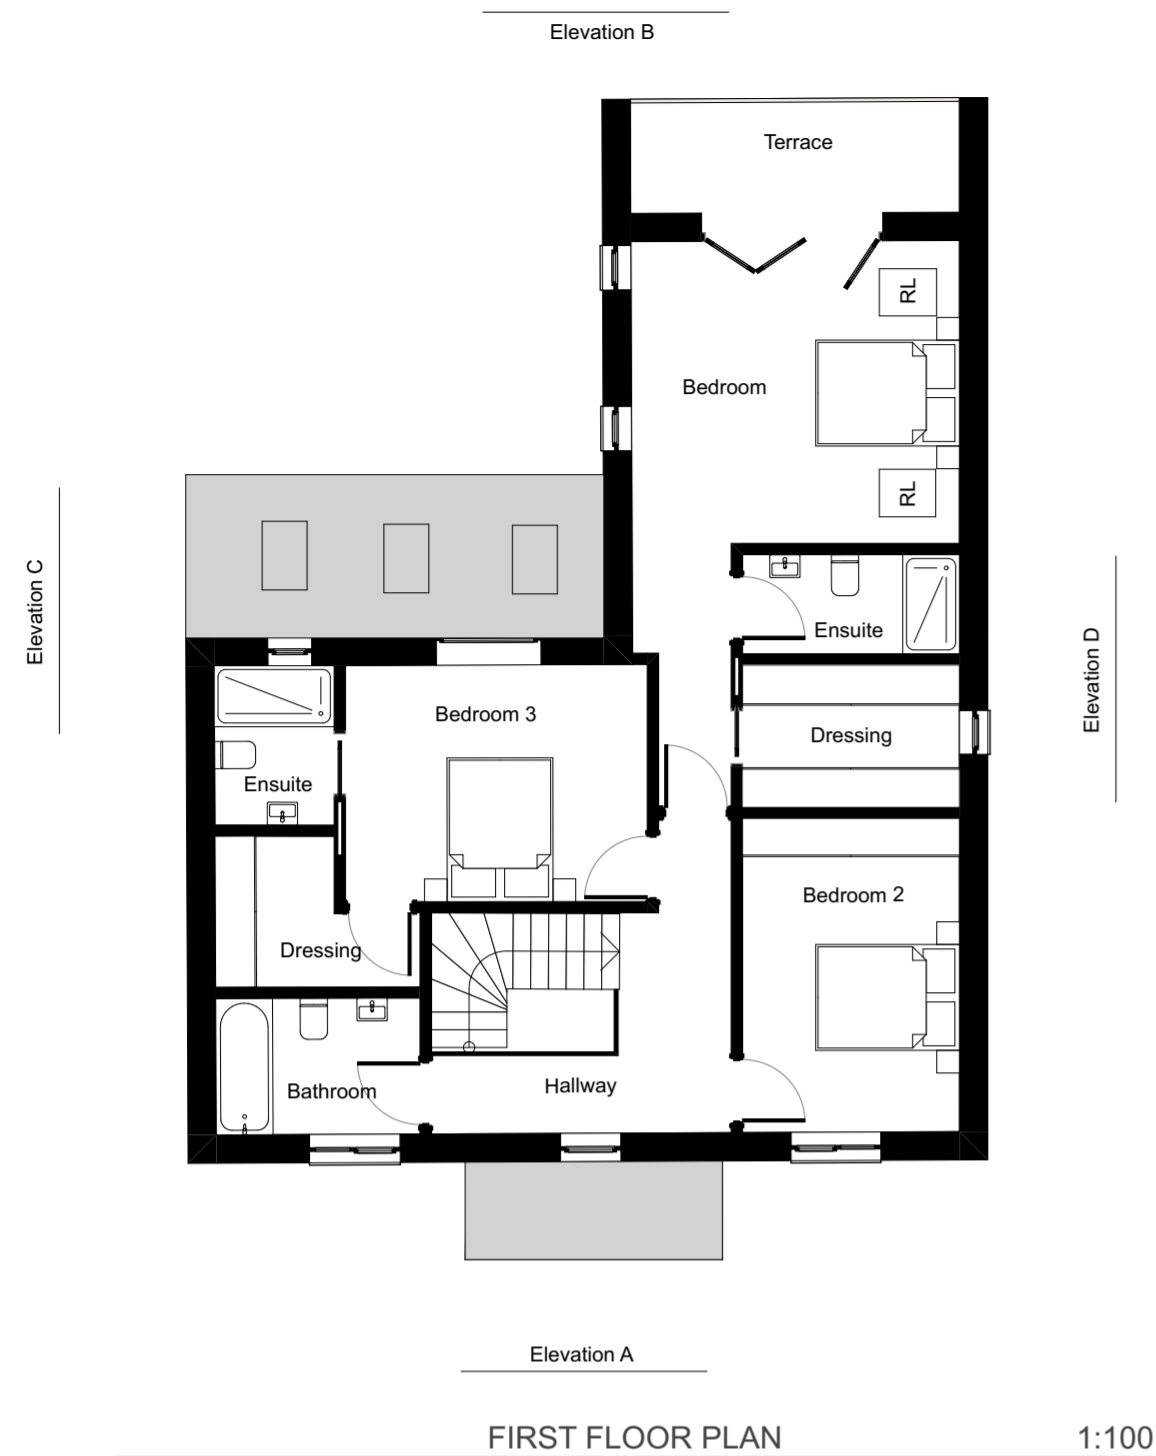 Elevation B
Terrace
RL
Bedroom
RL
Elevation C
Ensuite
Elevation D
Bedroom 3
Dressing
Ensuite
Bedroom 2
Dressing
Hallway
Bathroom
Elevation A
FIRST FLOOR PLAN
1:100